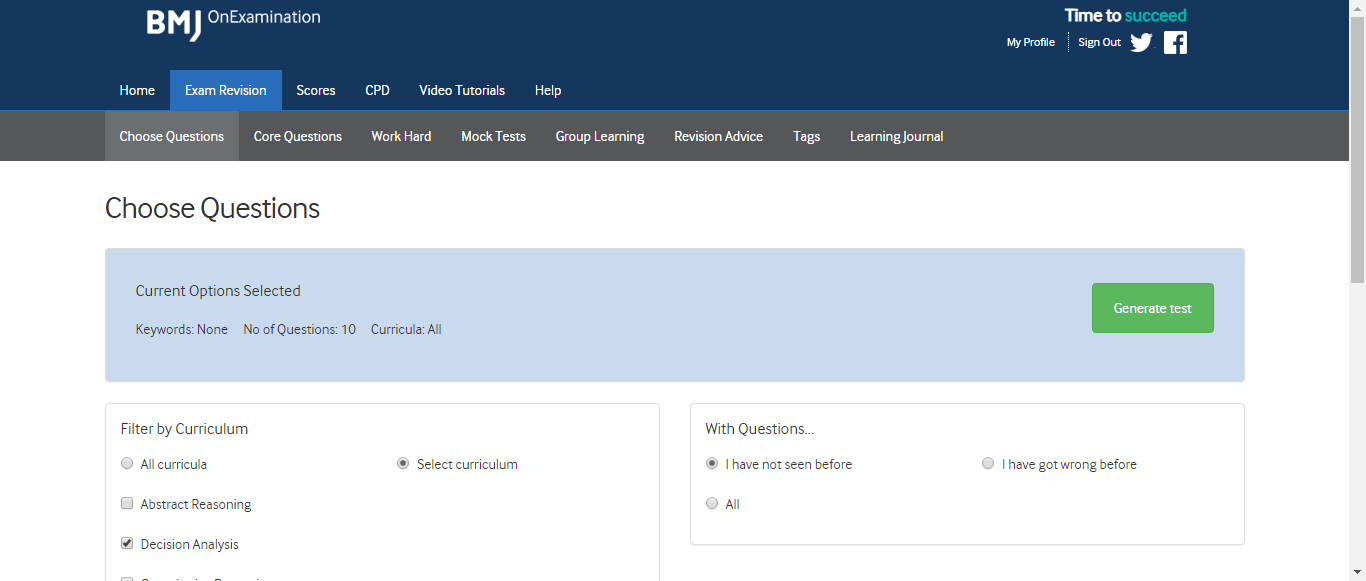 BMJ OnExamination
Time to succeed
My Profile Sign Out
Home Exam Revision Scores CPD Video Tutorials Help
Choose Questions Core Questions Work Hard Mock Tests Group Learning Revision Advice Tags Learning Journal
Choose Questions
Current Options Selected
Generate test
Keywords: None No of Questions: 10 Curricula: All
Filter by Curriculum
All curricula Select curriculum
Abstract Reasoning
Decision Analysis
With Questions...
I have not seen before I have got wrong before
All